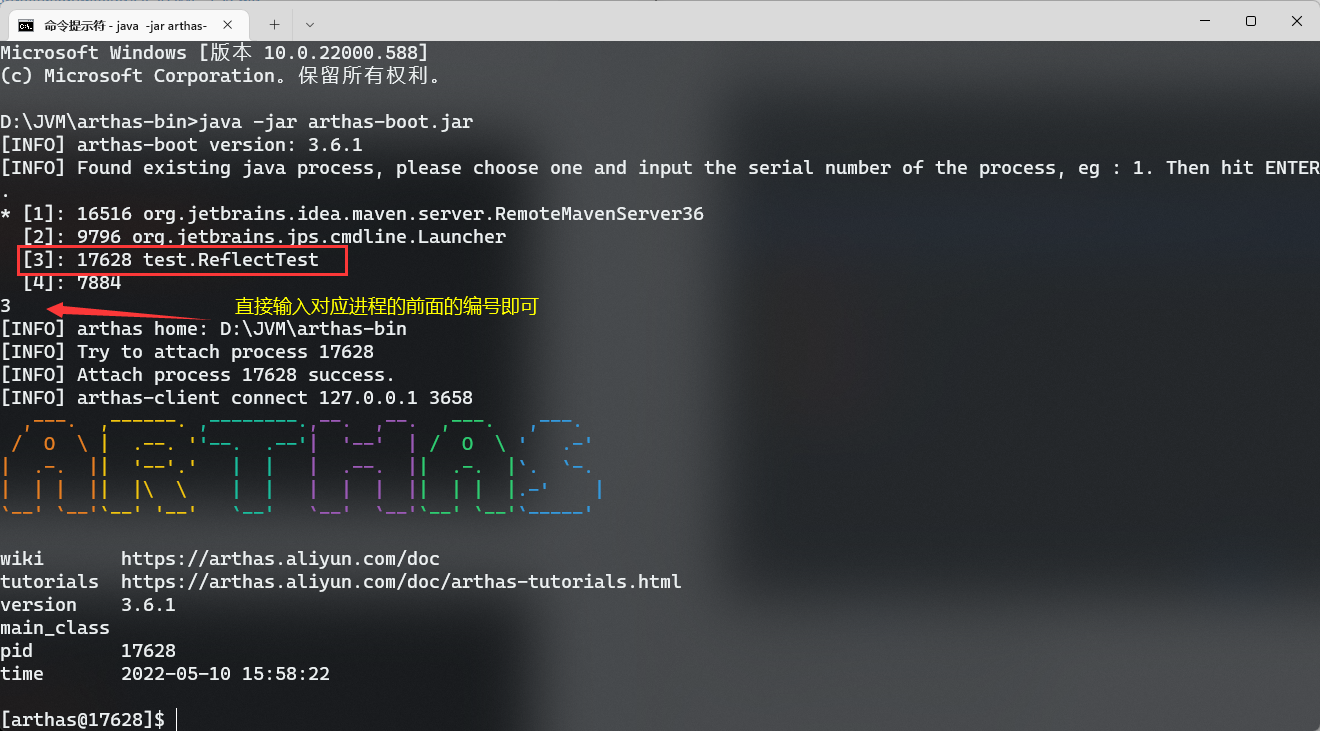 命令提示符 - java  -jar arthas-
Microsoft Windows [版本 10.0.22000.588]
(c) Microsoft Corporation。保留所有权利。
D:\JVM\arthas-bin>java -jar arthas-boot.jar
[INFO] arthas-boot version: 3.6.1
[INFO] Found existing java process, please choose one and input the serial number of the process, eg : 1. Then hit ENTER
.
* [1]: 16516 org.jetbrains.idea.maven.server.RemoteMavenServer36
  [2]: 9796 org.jetbrains.jps.cmdline.Launcher
  [3]: 17628 test.ReflectTest
  [4]: 7884
3
直接输入对应进程的前面的编号即可
[INFO] arthas home: D:\JVM\arthas-bin
[INFO] Try to attach process 17628
[INFO] Attach process 17628 success.
[INFO] arthas-client connect 127.0.0.1 3658
ARTHAS
wiki       https://arthas.aliyun.com/doc
tutorials  https://arthas.aliyun.com/doc/arthas-tutorials.html
version    3.6.1
main_class
pid        17628
time       2022-05-10 15:58:22
[arthas@17628]$